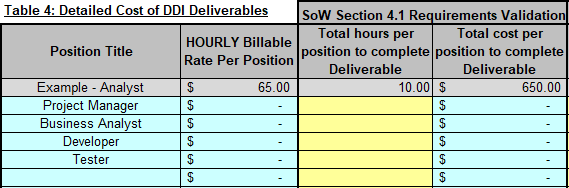 Table 4: Detailed Cost of DDI Deliverables
SoW Section 4.1 Requirements Validation
Position Title
HOURLY Billable
Rate Per Position
Total hours per
position to complete
Deliverable
Total cost per
position to complete
Deliverable
Example - Analyst $ 65.00 10.00 $ 650.00
Project Manager $ - $ -
Business Analyst $ - $ -
Developer $ - $ -
Tester $ - $ -
$ - $ -